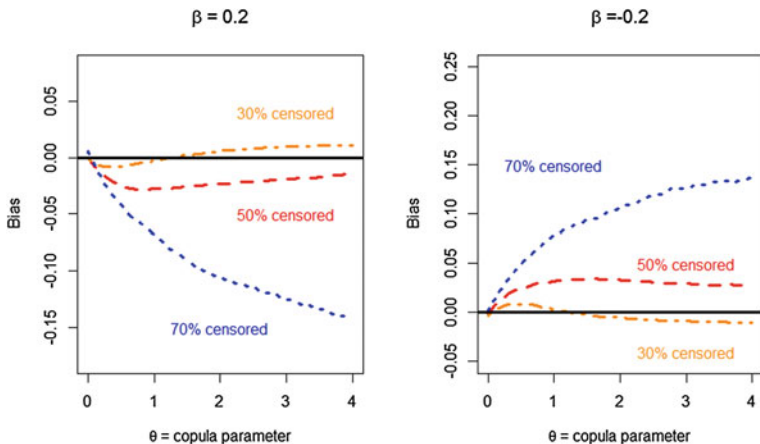 β = 0.2
Bias
0.05
0.00
-0.05
-0.10
-0.15
30% censored
50% censored
70% censored
0 1 2 3 4
θ = copula parameter
β =-0.2
Bias
0.25
0.20
0.15
0.10
0.05
0.00
-0.05
70% censored
50% censored
30% censored
0 1 2 3 4
θ = copula parameter